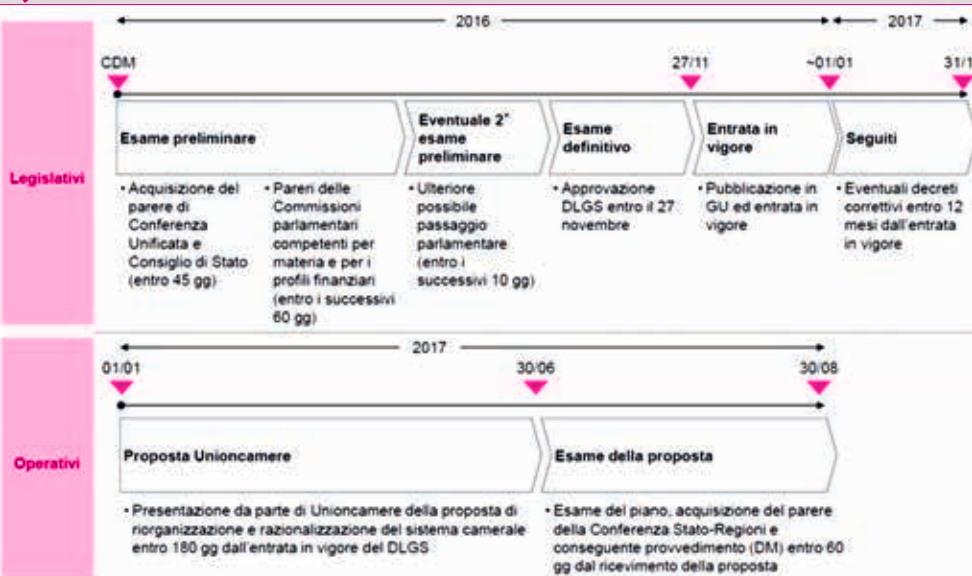 2016
2017
CDM
27/11
~01/01
31/1
Legislativi
Esame preliminare
Eventuale 2°
esame
preliminare
Esame
definitivo
Entrata in
vigore
Seguiti
• Acquisizione del
parere di
Conferenza
Unificata e
Consiglio di Stato
(entro 45 gg)
• Pareri delle
Commissioni
parlamentari
competenti per
materia e per i
profili finanziari
(entro i successivi
60 gg)
• Ulteriore
possibile
passaggio
parlamentare
(entro i
successivi 10 gg)
• Approvazione
DLGS entro il 27
novembre
• Pubblicazione in
GU ed entrata in
vigore
• Eventuali decreti
correttivi entro 12
mesi dall'entrata
in vigore
2017
01/01
30/06
30/08
Operativi
Proposta Unioncamere
Esame della proposta
• Presentazione da parte di Unioncamere della proposta di
riorganizzazione e razionalizzazione del sistema camerale
entro 180 gg dall'entrata in vigore del DLGS
• Esame del piano, acquisizione del parere
della Conferenza Stato-Regioni e
conseguente provvedimento (DM) entro 60
gg dal ricevimento della proposta